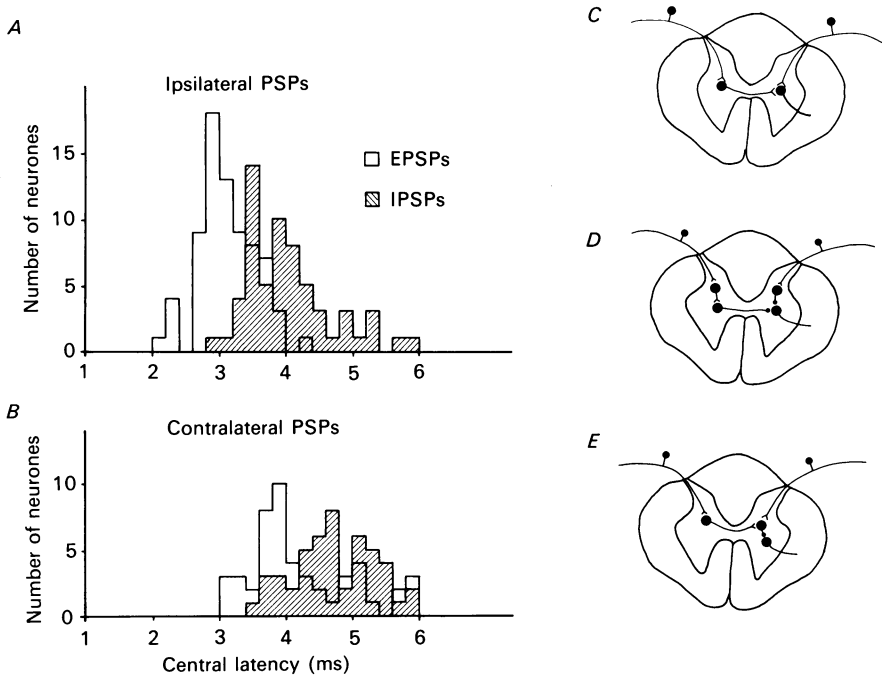 A
Ipsilateral PSPs
EPSPs
IPSPs
Number of neurones
15
10
5
0
1 2 3 4 5 6
B
Contralateral PSPs
Number of neurones
10
5
0
1 2 3 4 5 6
Central latency (ms)
C
D
E